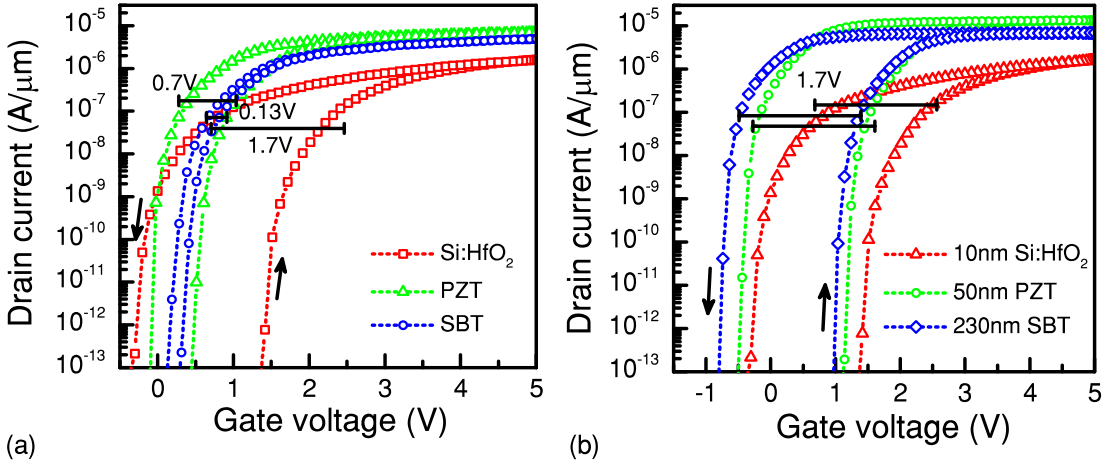 Drain current (A/μm)
10⁻⁵
10⁻⁶
10⁻⁷
10⁻⁸
10⁻⁹
10⁻¹⁰
10⁻¹¹
10⁻¹²
10⁻¹³
0.7V
0.13V
1.7V
Si:HfO₂
PZT
SBT
0 1 2 3 4 5
Gate voltage (V)
(a)
Drain current (A/μm)
10⁻⁵
10⁻⁶
10⁻⁷
10⁻⁸
10⁻⁹
10⁻¹⁰
10⁻¹¹
10⁻¹²
10⁻¹³
1.7V
10nm Si:HfO₂
50nm PZT
230nm SBT
-1 0 1 2 3 4 5
Gate voltage (V)
(b)